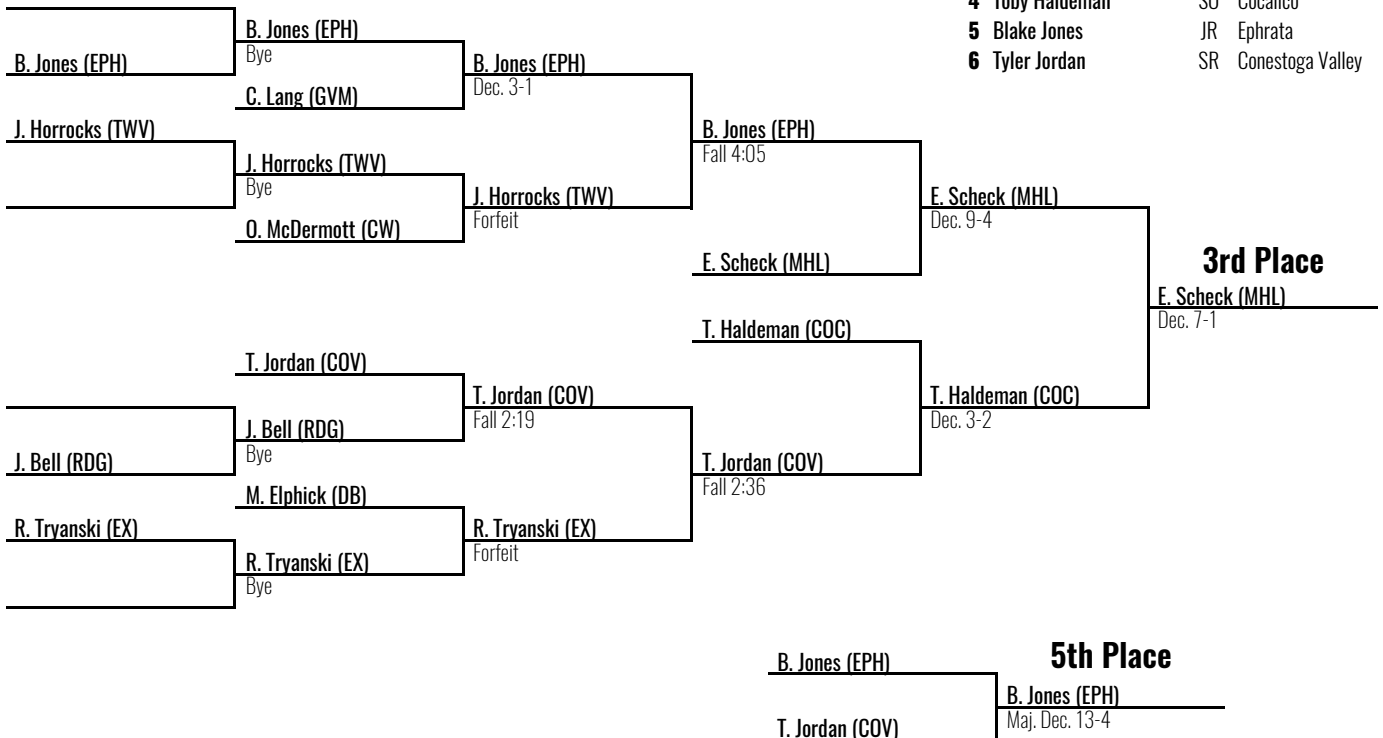 4 Toby Haldeman SO Cocalico
B. Jones (EPH)
Bye
5 Blake Jones JR Ephrata
B. Jones (EPH)
B. Jones (EPH)
6 Tyler Jordan SR Conestoga Valley
Dec. 3-1
C. Lang (GVM)
J. Horrocks (TWV)
B. Jones (EPH)
Fall 4:05
J. Horrocks (TWV)
Bye
J. Horrocks (TWV)
Forfeit
E. Scheck (MHL)
Dec. 9-4
O. McDermott (CW)
E. Scheck (MHL)
3rd Place
E. Scheck (MHL)
Dec. 7-1
T. Haldeman (COC)
T. Jordan (COV)
T. Jordan (COV)
Fall 2:19
T. Haldeman (COC)
Dec. 3-2
J. Bell (RDG)
Bye
J. Bell (RDG)
T. Jordan (COV)
Fall 2:36
M. Elphick (DB)
R. Tryanski (EX)
R. Tryanski (EX)
Forfeit
R. Tryanski (EX)
Bye
5th Place
B. Jones (EPH)
B. Jones (EPH)
Maj. Dec. 13-4
T. Jordan (COV)